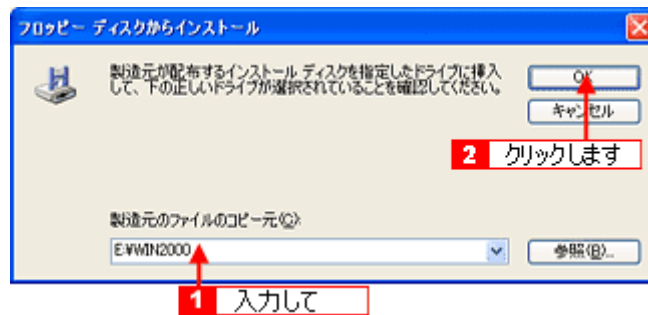 フロッピー ディスクからインストール
製造元が配布するインストール ディスクを指定したドライブに挿入
して、下の正しいドライブが選択されていることを確認してください。
OK
キャンセル
2 クリックします
製造元のファイルのコピー元(C):
E:¥WIN2000
参照(B)...
1 入力して